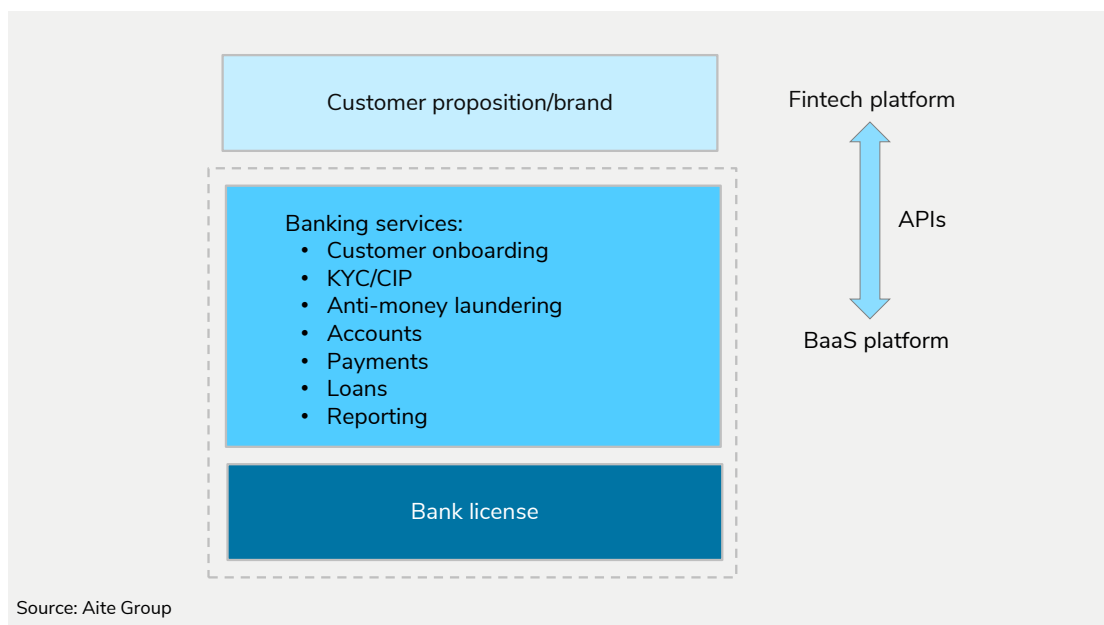 Customer proposition/brand
Fintech platform
APIs
BaaS platform
Banking services:
• Customer onboarding
• KYC/CIP
• Anti-money laundering
• Accounts
• Payments
• Loans
• Reporting
Bank license
Source: Aite Group